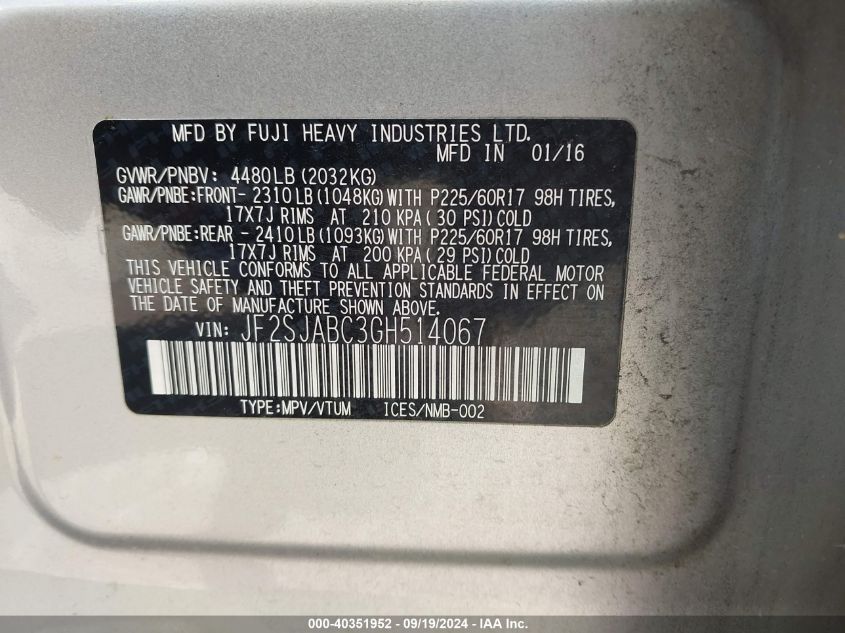 MFD BY FUJI HEAVY INDUSTRIES LTD.
MFD IN 01/16
GVWR/PNBV: 4480LB(2032KG)
GAWR/PNBE:FRONT- 2310LB(1048KG)WITH P225/60R17 98H TIRES,
17X7J RIMS AT 210 KPA(30 PSI)COLD
GAWR/PNBE:REAR - 2410LB(1093KG)WITH P225/60R17 98H TIRES,
17X7J RIMS AT 200 KPA(29 PSI)COLD
THIS VEHICLE CONFORMS TO ALL APPLICABLE FEDERAL MOTOR
VEHICLE SAFETY AND THEFT PREVENTION STANDARDS IN EFFECT ON
THE DATE OF MANUFACTURE SHOWN ABOVE.
VIN: JF2SJABC3GH514067
TYPE:MPV/VTUM ICES/NMB-002
000-40351952 - 09/19/2024 - IAA Inc.